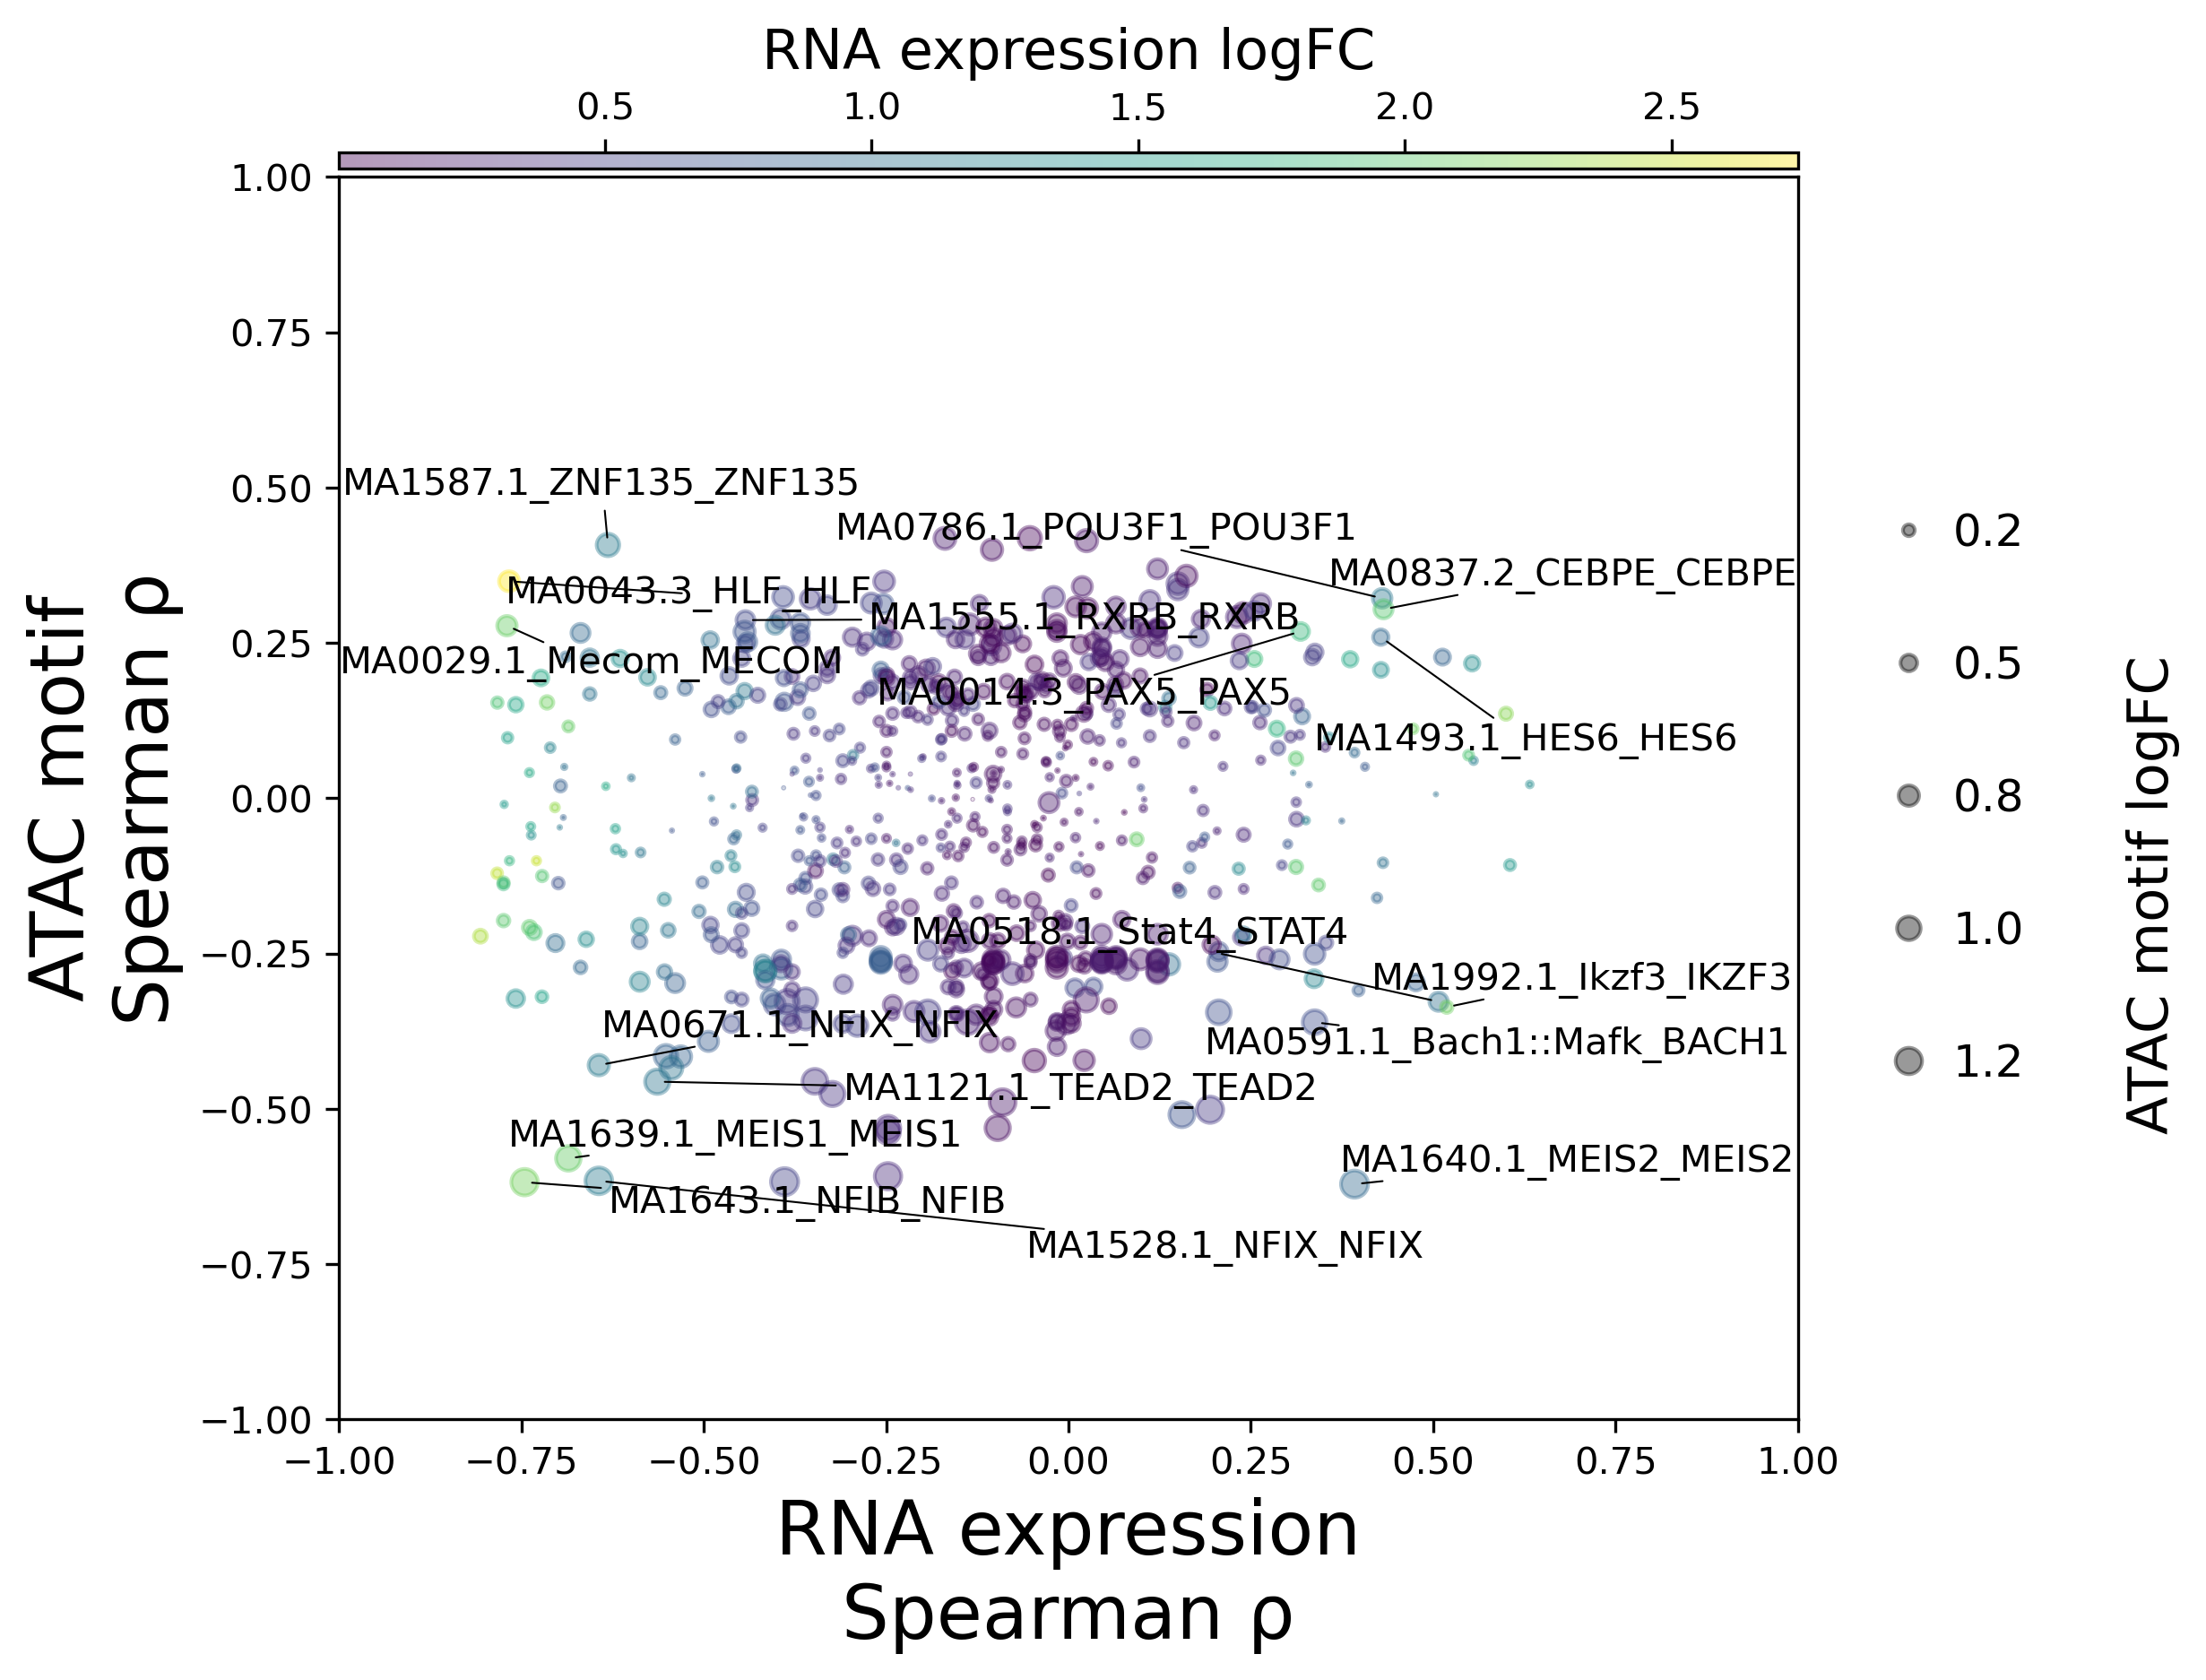 RNA expression logFC
0.5
1.0
1.5
2.0
2.5
1.00
0.75
0.50
0.25
0.00
−0.25
−0.50
−0.75
−1.00
ATAC motif
Spearman ρ
MA1587.1_ZNF135_ZNF135
MA0786.1_POU3F1_POU3F1
MA0837.2_CEBPE_CEBPE
MA0043.3_HLF_HLF
MA1555.1_RXRB_RXRB
MA0029.1_Mecom_MECOM
MA0014.3_PAX5_PAX5
MA1493.1_HES6_HES6
MA0518.1_Stat4_STAT4
MA1992.1_Ikzf3_IKZF3
MA0671.1_NFIX_NFIX
MA0591.1_Bach1::Mafk_BACH1
MA1121.1_TEAD2_TEAD2
MA1639.1_MEIS1_MEIS1
MA1640.1_MEIS2_MEIS2
MA1643.1_NFIB_NFIB
MA1528.1_NFIX_NFIX
−1.00
−0.75
−0.50
−0.25
0.00
0.25
0.50
0.75
1.00
RNA expression
Spearman ρ
0.2
0.5
0.8
1.0
1.2
ATAC motif logFC